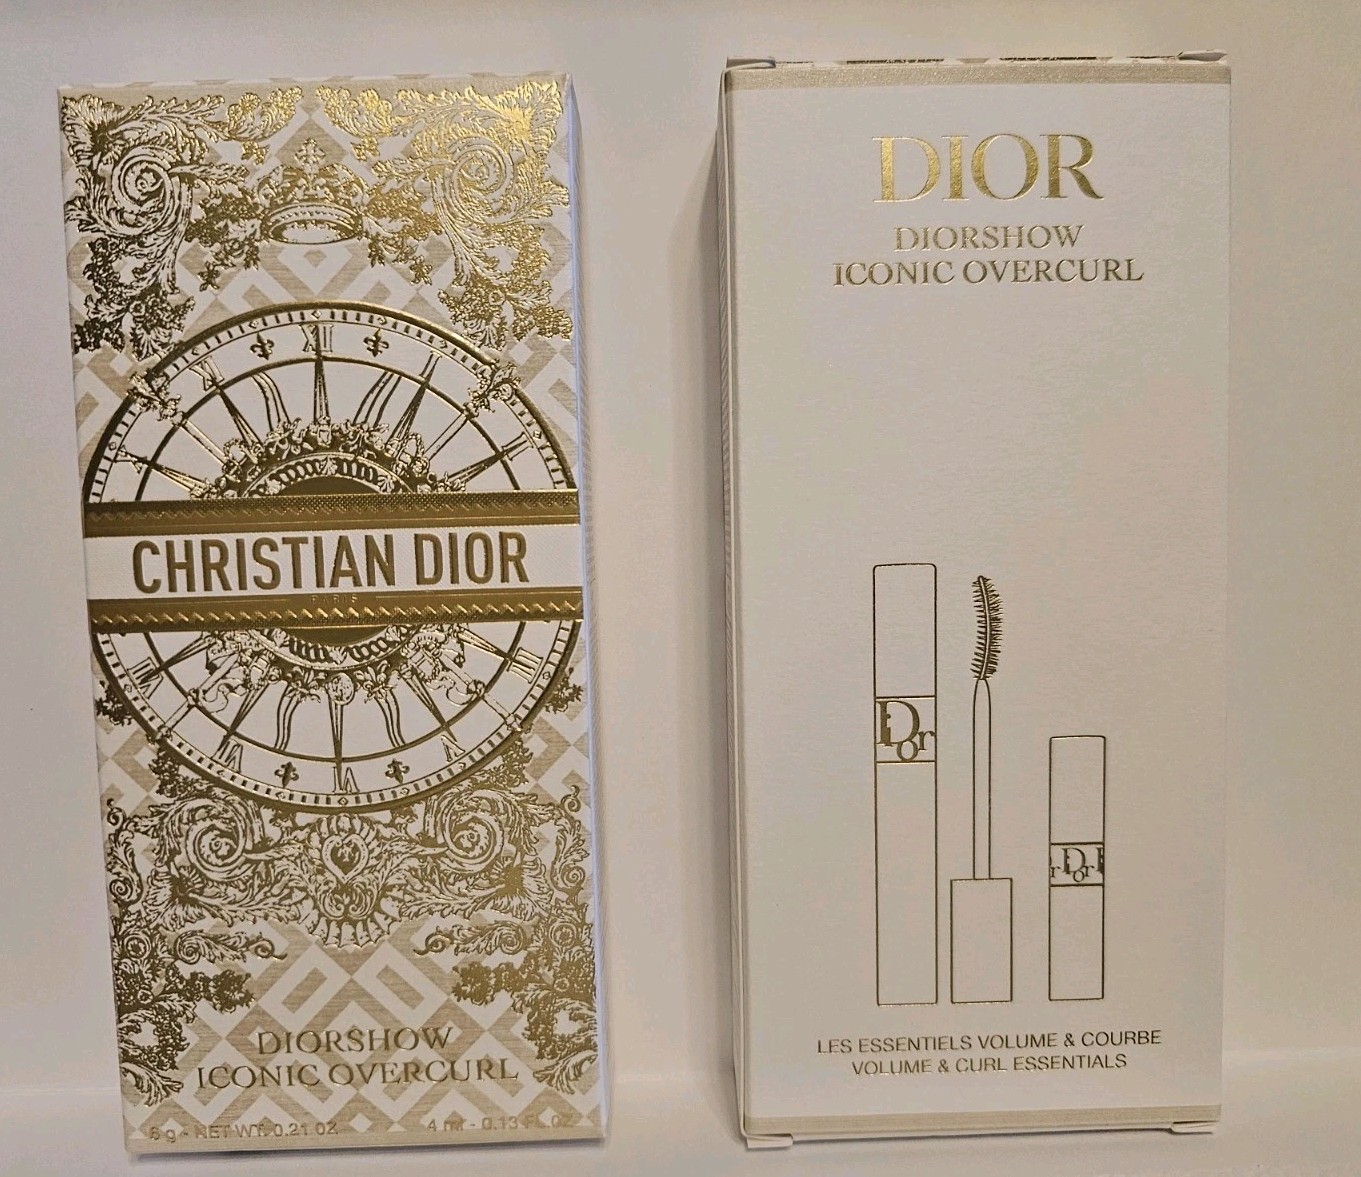 XII
CHRISTIAN DIOR
PARIS
DIORSHOW
ICONIC OVERCURL
6 g - NET WT. 0.21 OZ
4 ml - 0.13 FL. OZ
DIOR
DIORSHOW
ICONIC OVERCURL
Dior
Dior
LES ESSENTIELS VOLUME & COURBE
VOLUME & CURL ESSENTIALS